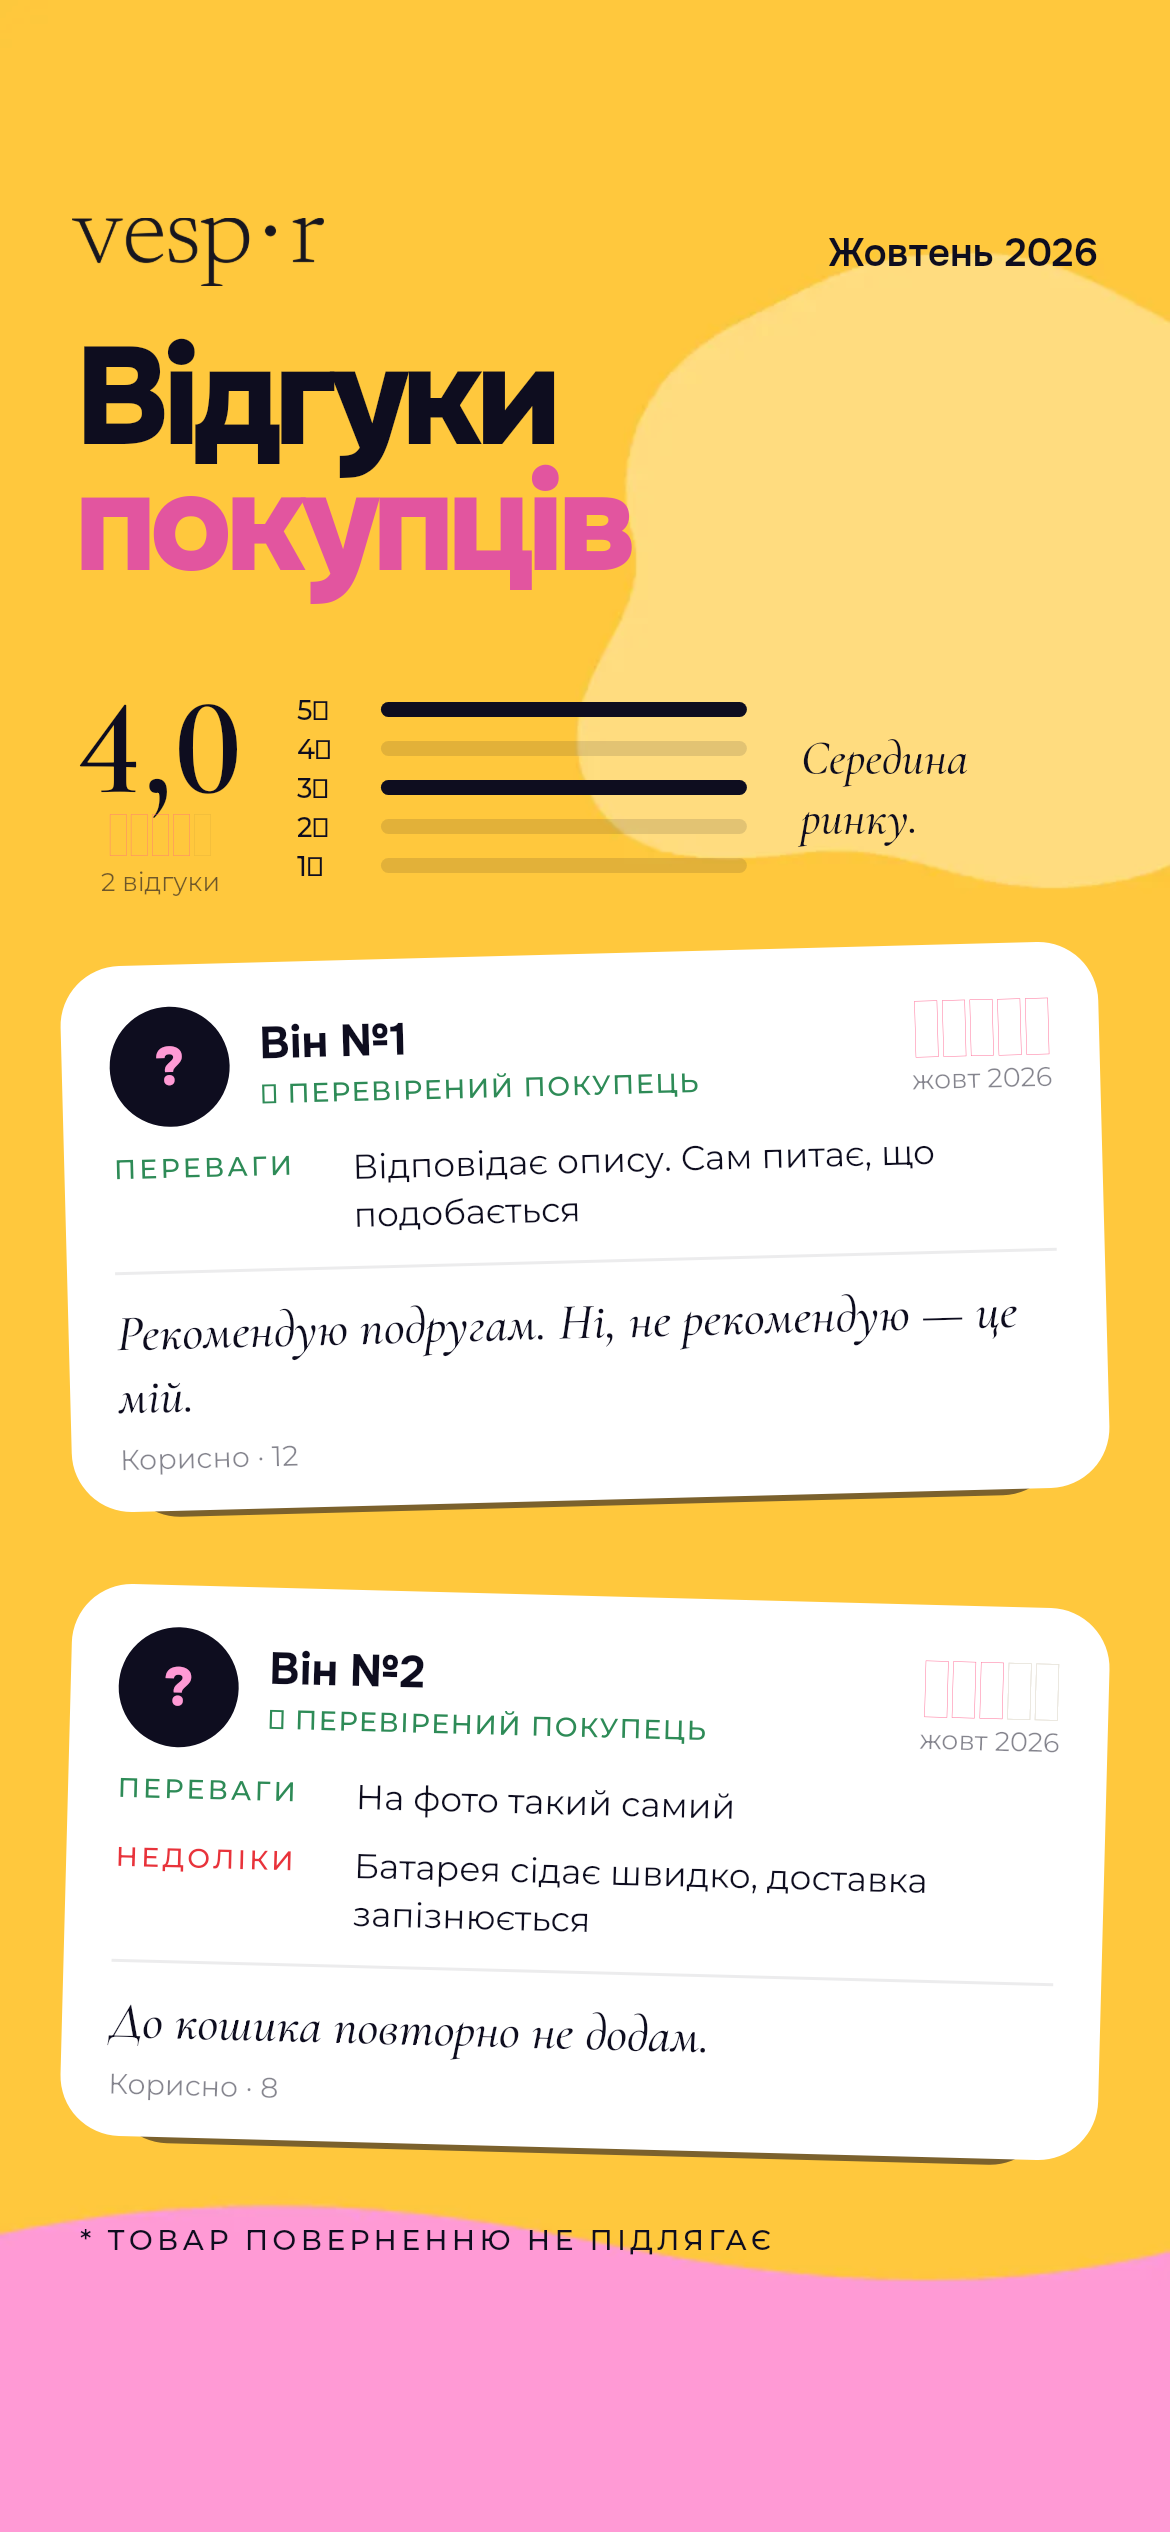 vesp·r
Жовтень 2026
Відгуки
покупців
4,0
2 відгуки
5
4
3
2
1
Середина
ринку.
?
Він №1
ПЕРЕВІРЕНИЙ ПОКУПЕЦЬ
жовт 2026
ПЕРЕВАГИ
Відповідає опису. Сам питає, що
подобається
Рекомендую подругам. Ні, не рекомендую — це
мій.
Корисно · 12
?
Він №2
ПЕРЕВІРЕНИЙ ПОКУПЕЦЬ
жовт 2026
ПЕРЕВАГИ
На фото такий самий
НЕДОЛІКИ
Батарея сідає швидко, доставка
запізнюється
До кошика повторно не додам.
Корисно · 8
* ТОВАР ПОВЕРНЕННЮ НЕ ПІДЛЯГАЄ